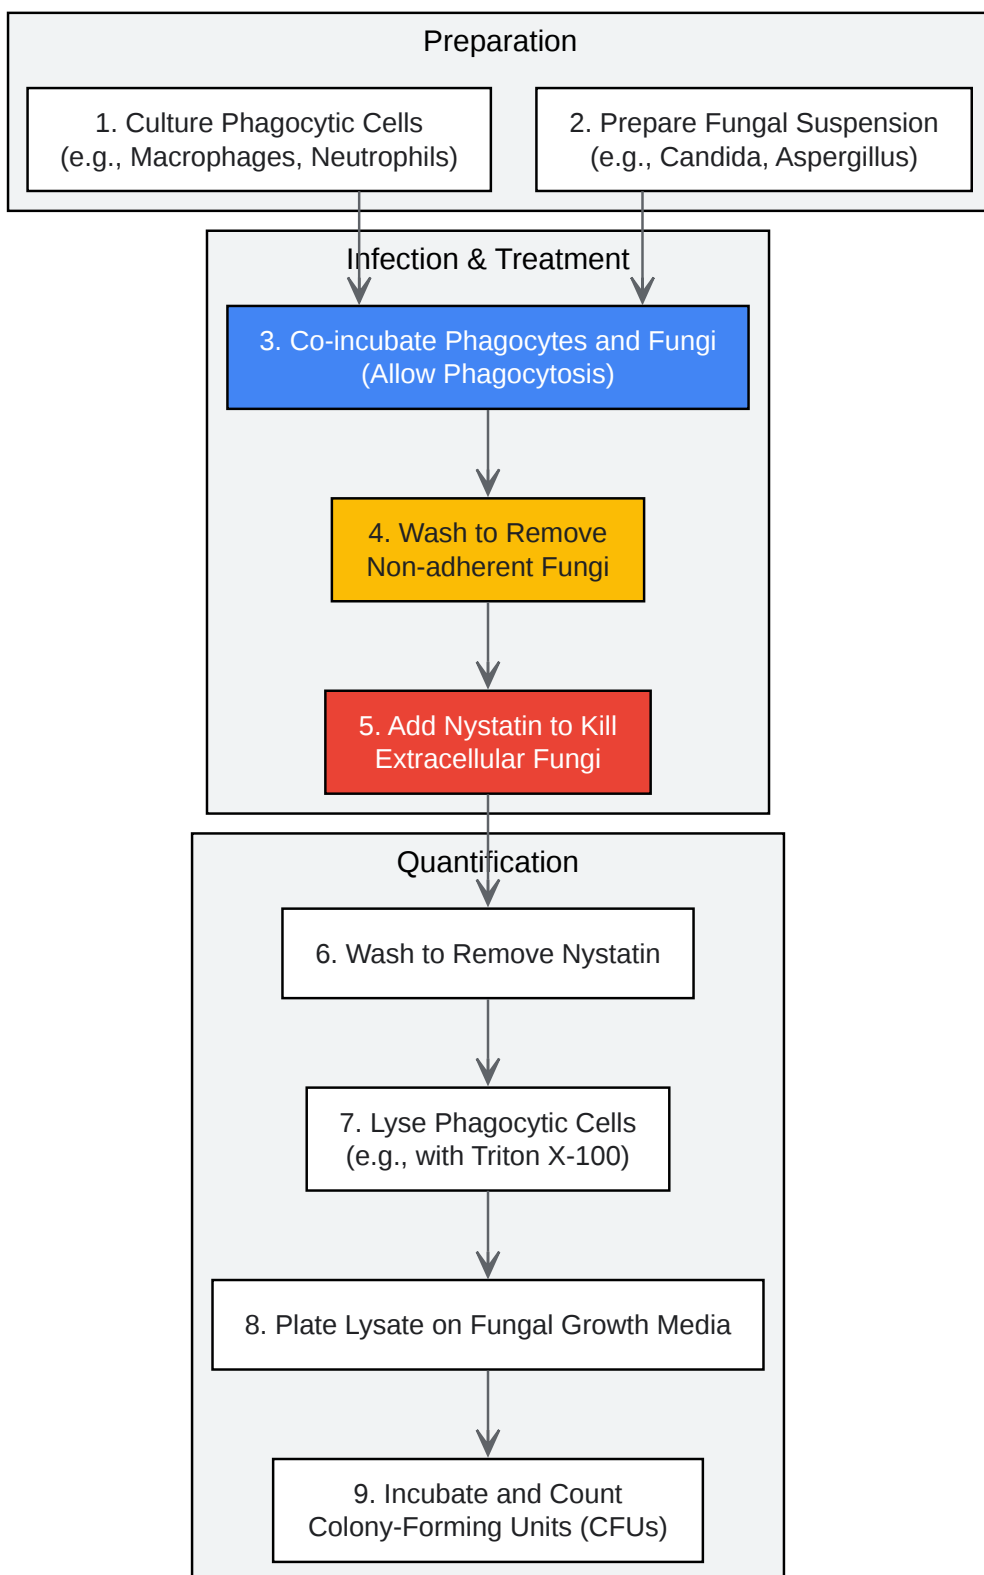 Preparation
1. Culture Phagocytic Cells
(e.g., Macrophages, Neutrophils)
2. Prepare Fungal Suspension
(e.g., Candida, Aspergillus)
Infection & Treatment
3. Co-incubate Phagocytes and Fungi
(Allow Phagocytosis)
4. Wash to Remove
Non-adherent Fungi
5. Add Nystatin to Kill
Extracellular Fungi
Quantification
6. Wash to Remove Nystatin
7. Lyse Phagocytic Cells
(e.g., with Triton X-100)
8. Plate Lysate on Fungal Growth Media
9. Incubate and Count
Colony-Forming Units (CFUs)